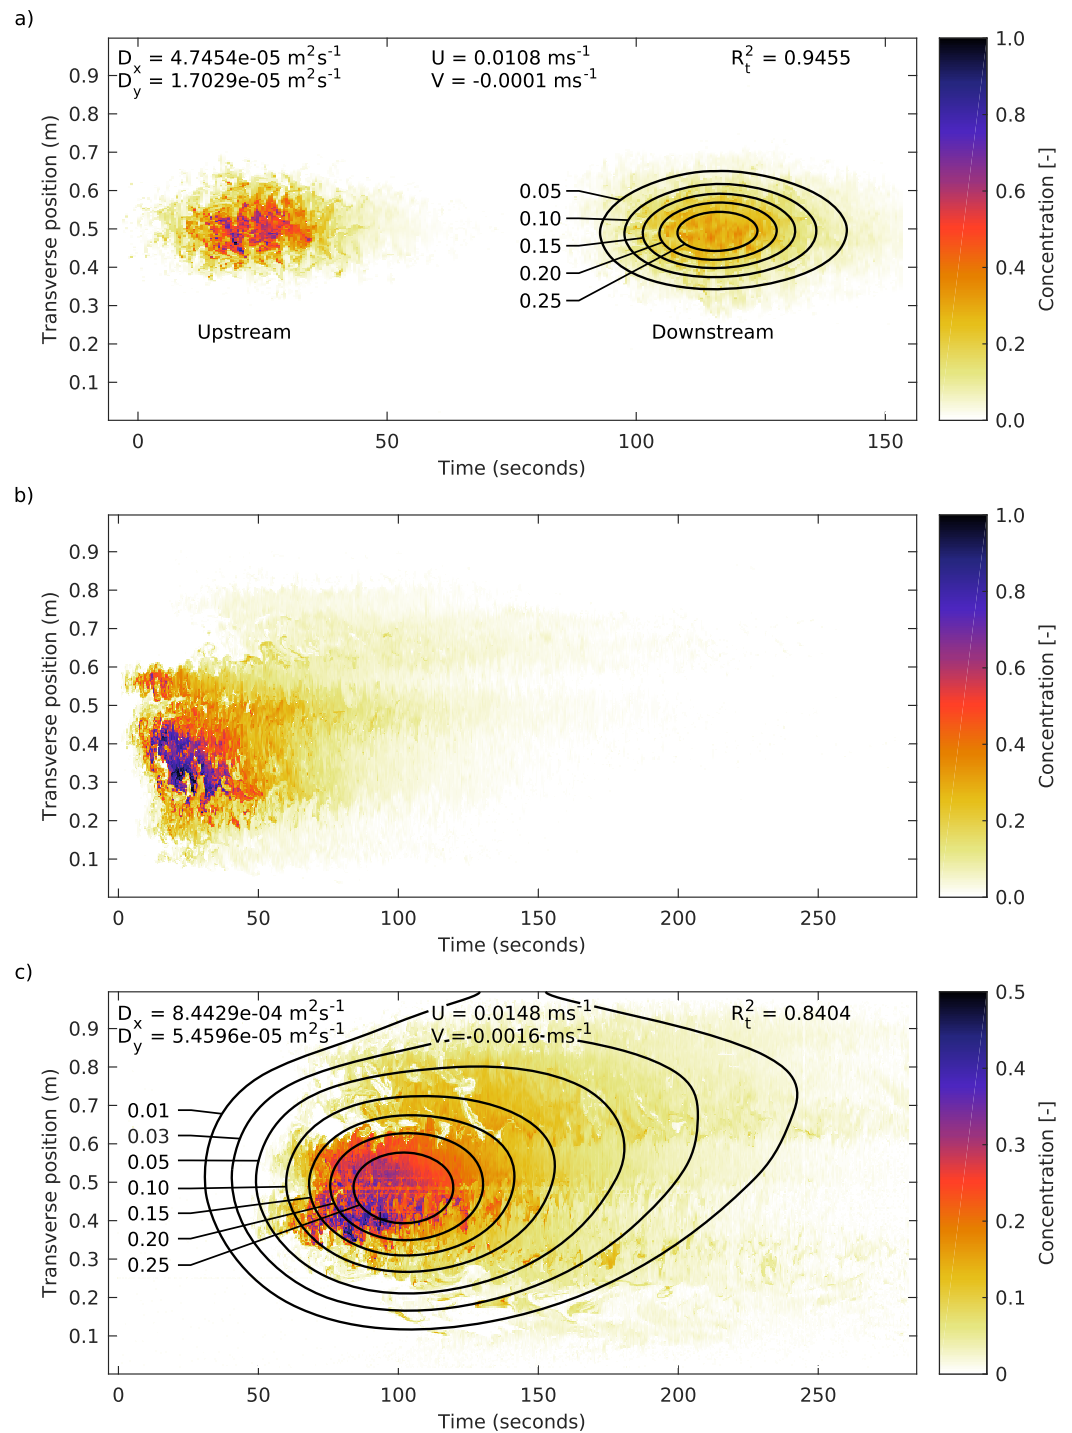 a)
D_x = 4.7454e-05 m²s⁻¹ U = 0.0108 ms⁻¹ R_t² = 0.9455
D_y = 1.7029e-05 m²s⁻¹ V = -0.0001 ms⁻¹
Transverse position (m)
0.9
0.8
0.7
0.6
0.5
0.4
0.3
0.2
0.1
0.05
0.10
0.15
0.20
0.25
Upstream Downstream
0 50 100 150
Time (seconds)
1.0
0.8
0.6
0.4
0.2
0.0
Concentration [-]
b)
Transverse position (m)
0.9
0.8
0.7
0.6
0.5
0.4
0.3
0.2
0.1
0 50 100 150 200 250
Time (seconds)
1.0
0.8
0.6
0.4
0.2
0.0
Concentration [-]
c)
D_x = 8.4429e-04 m²s⁻¹ U = 0.0148 ms⁻¹ R_t² = 0.8404
D_y = 5.4596e-05 m²s⁻¹ V = -0.0016 ms⁻¹
Transverse position (m)
0.9
0.8
0.7
0.6
0.5
0.4
0.3
0.2
0.1
0.01
0.03
0.05
0.10
0.15
0.20
0.25
0 50 100 150 200 250
Time (seconds)
0.5
0.4
0.3
0.2
0.1
0
Concentration [-]